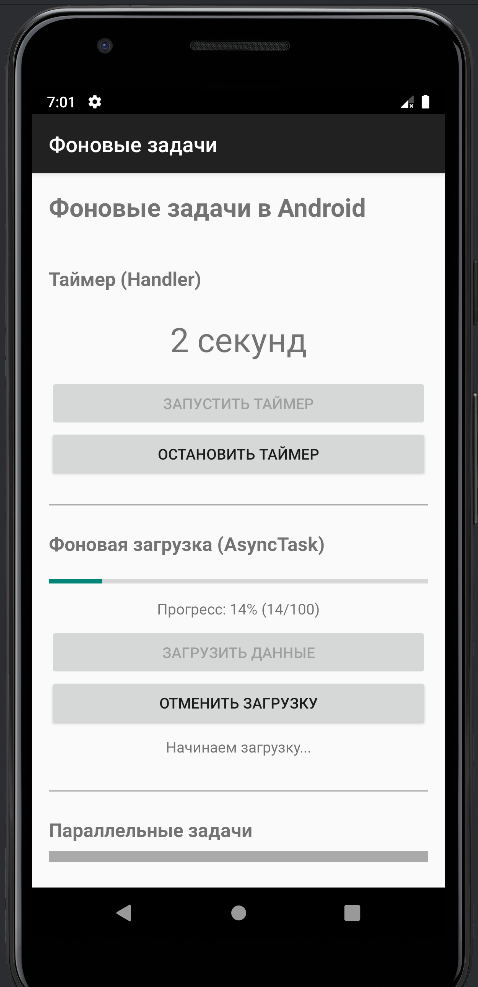 7:01
Фоновые задачи
Фоновые задачи в Android
Таймер (Handler)
2 секунд
ЗАПУСТИТЬ ТАЙМЕР
ОСТАНОВИТЬ ТАЙМЕР
Фоновая загрузка (AsyncTask)
Прогресс: 14% (14/100)
ЗАГРУЗИТЬ ДАННЫЕ
ОТМЕНИТЬ ЗАГРУЗКУ
Начинаем загрузку...
Параллельные задачи